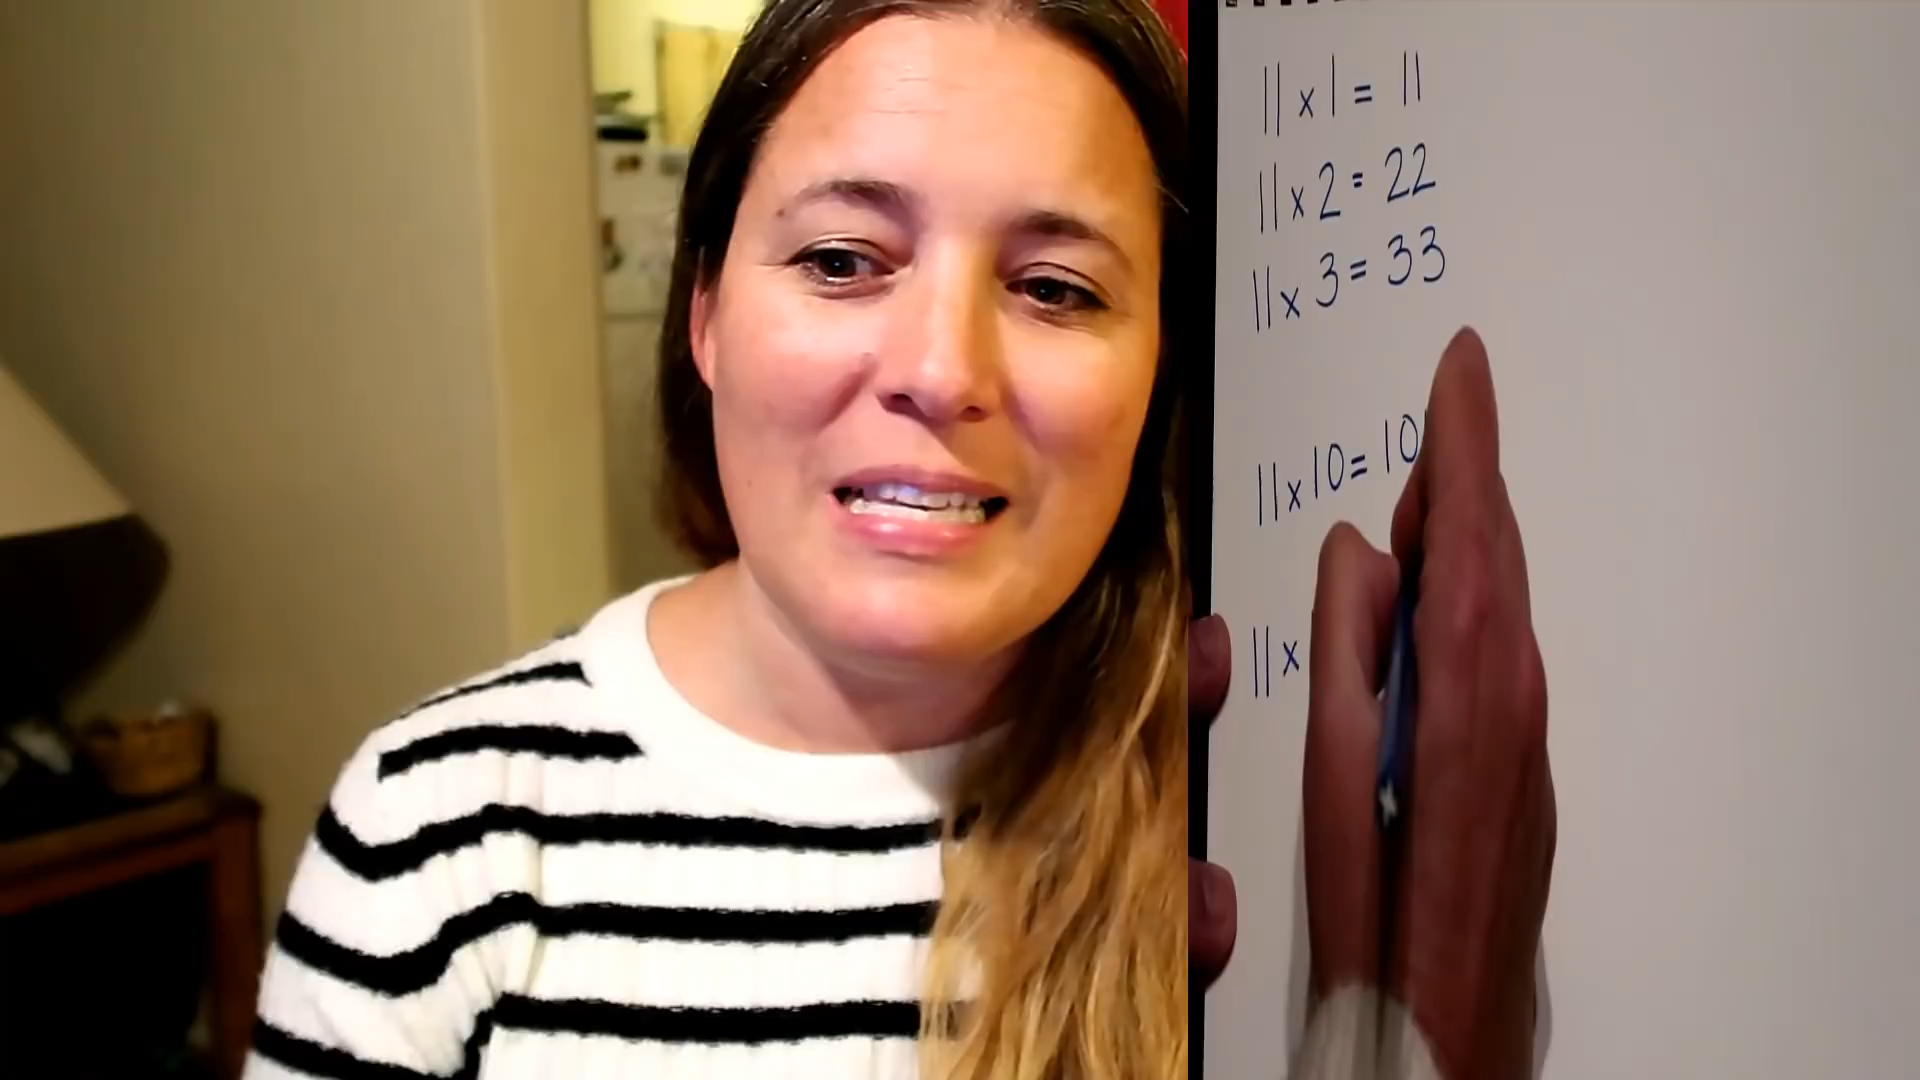 11 x 1 = 11
11 x 2 = 22
11 x 3 = 33
11 x 10 = 10
11 x